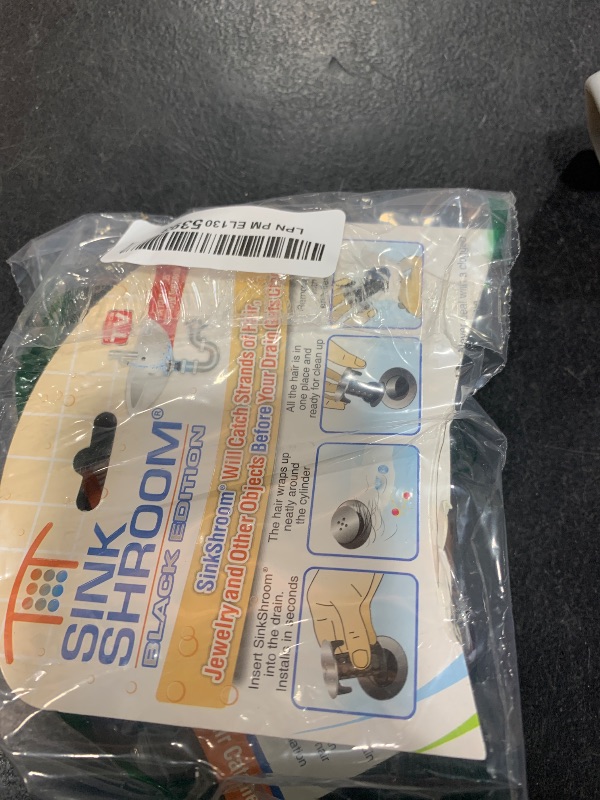 LPN PM EL130
TV
SINK
SHROOM®
BLACK EDITION
SinkShroom® Will Catch Strands of Hair,
Jewelry and Other Objects Before Your Drain
Insert SinkShroom®
into the drain.
Installs in seconds
The hair wraps up
neatly around
the cylinder.
All the hair is in
one place and
ready for clean up